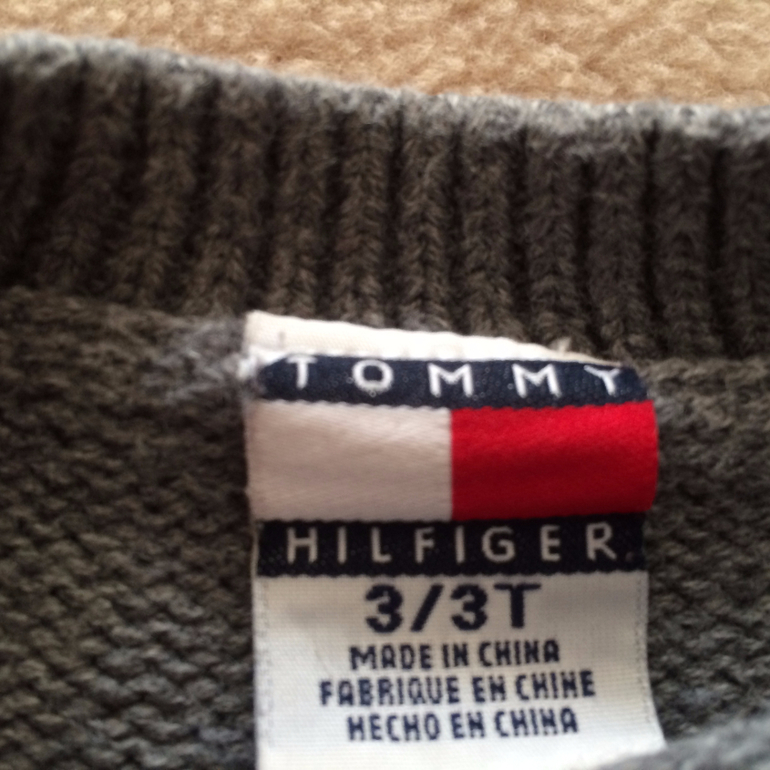 TOMMY
HILFIGER
3/3T
MADE IN CHINA
FABRIQUE EN CHINE
HECHO EN CHINA